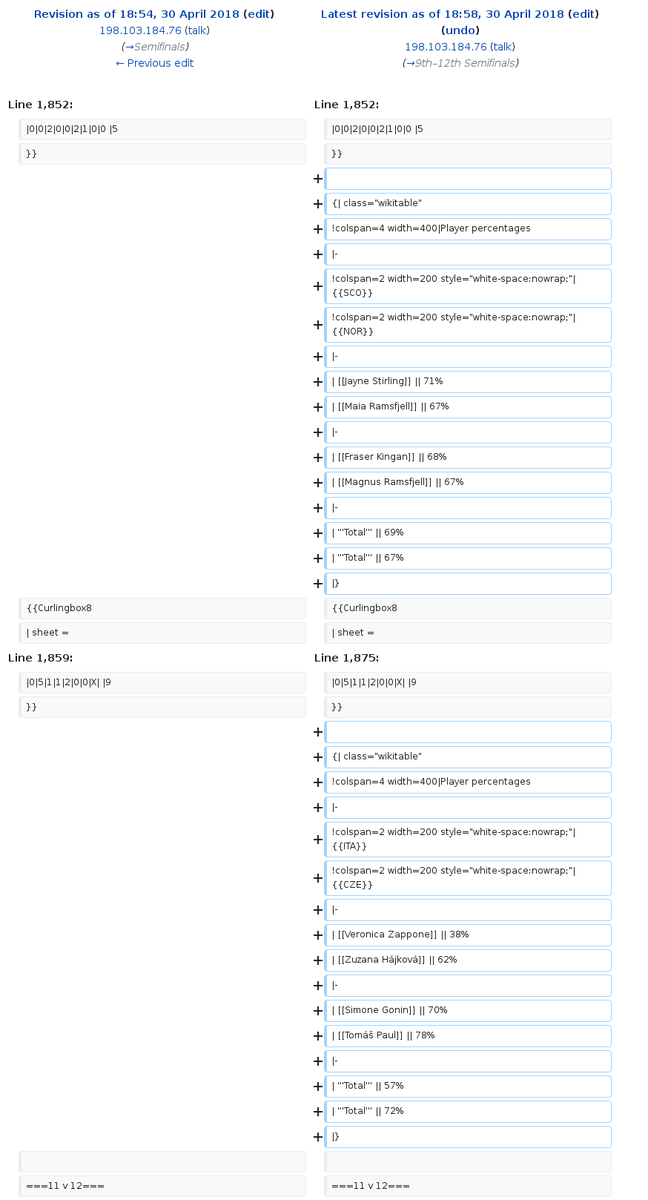 Revision as of 18:54, 30 April 2018 (edit)
198.103.184.76 (talk)
(→Semifinals)
← Previous edit
Latest revision as of 18:58, 30 April 2018 (edit)
(undo)
198.103.184.76 (talk)
(→9th–12th Semifinals)
Line 1,852:
Line 1,852:
|0|0|2|0|0|2|1|0|0 |5
|0|0|2|0|0|2|1|0|0 |5
}}
}}
+
+ {| class="wikitable"
+ !colspan=4 width=400|Player percentages
+ |-
+ !colspan=2 width=200 style="white-space:nowrap;"|
{{SCO}}
+ !colspan=2 width=200 style="white-space:nowrap;"|
{{NOR}}
+ |-
+ | [[Jayne Stirling]] || 71%
+ | [[Maia Ramsfjell]] || 67%
+ |-
+ | [[Fraser Kingan]] || 68%
+ | [[Magnus Ramsfjell]] || 67%
+ |-
+ | '''Total''' || 69%
+ | '''Total''' || 67%
+ |}
{{Curlingbox8
{{Curlingbox8
| sheet =
| sheet =
Line 1,859:
Line 1,875:
|0|5|1|1|2|0|0|X| |9
|0|5|1|1|2|0|0|X| |9
}}
}}
+
+ {| class="wikitable"
+ !colspan=4 width=400|Player percentages
+ |-
+ !colspan=2 width=200 style="white-space:nowrap;"|
{{ITA}}
+ !colspan=2 width=200 style="white-space:nowrap;"|
{{CZE}}
+ |-
+ | [[Veronica Zappone]] || 38%
+ | [[Zuzana Hájková]] || 62%
+ |-
+ | [[Simone Gonin]] || 70%
+ | [[Tomáš Paul]] || 78%
+ |-
+ | '''Total''' || 57%
+ | '''Total''' || 72%
+ |}
===11 v 12===
===11 v 12===